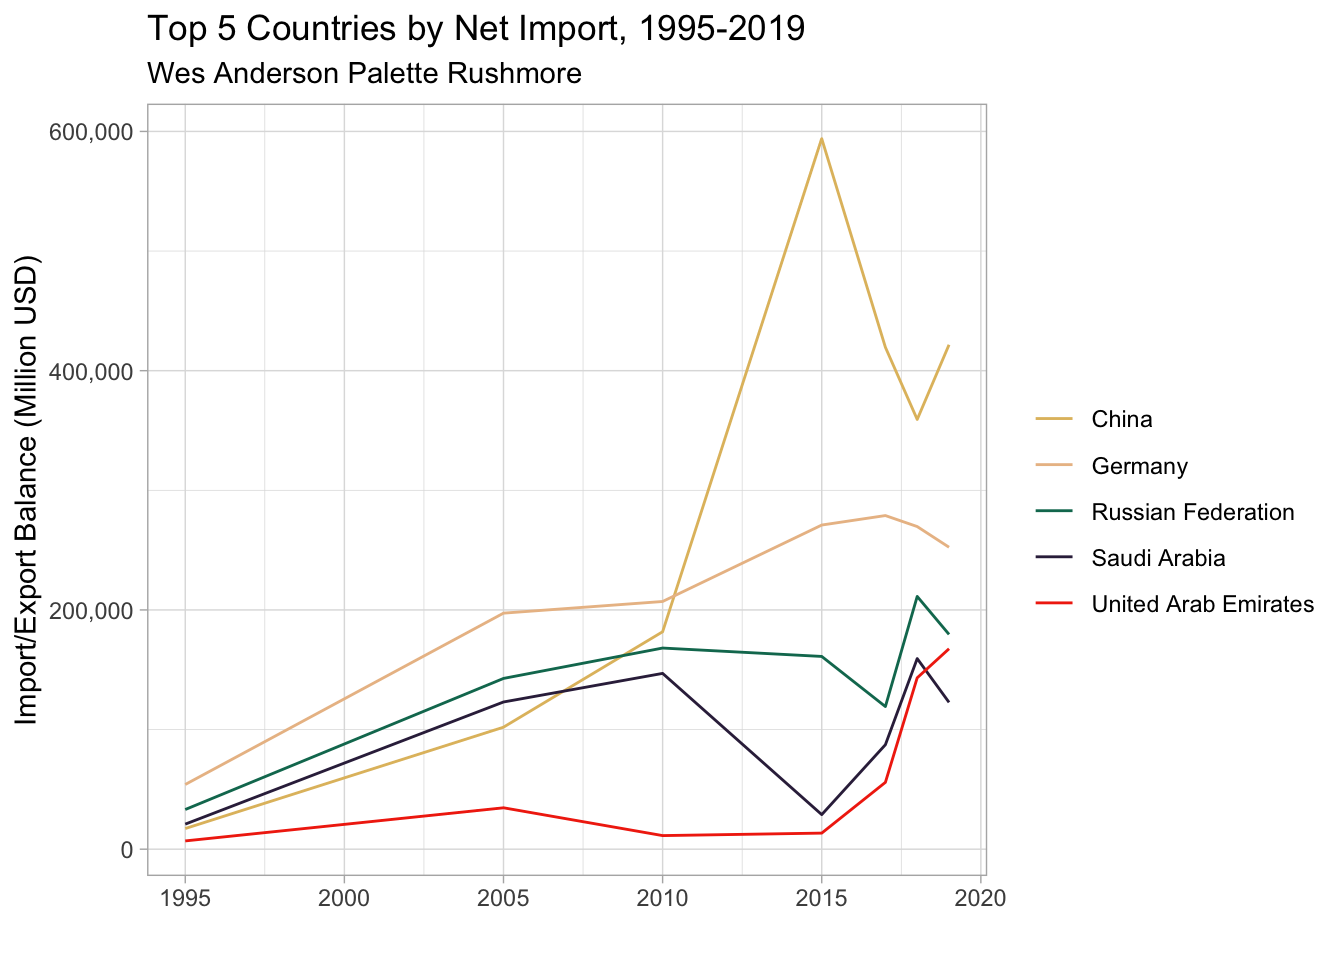 Top 5 Countries by Net Import, 1995-2019
Wes Anderson Palette Rushmore
Import/Export Balance (Million USD)
600,000
400,000
200,000
0
1995
2000
2005
2010
2015
2020
China
Germany
Russian Federation
Saudi Arabia
United Arab Emirates